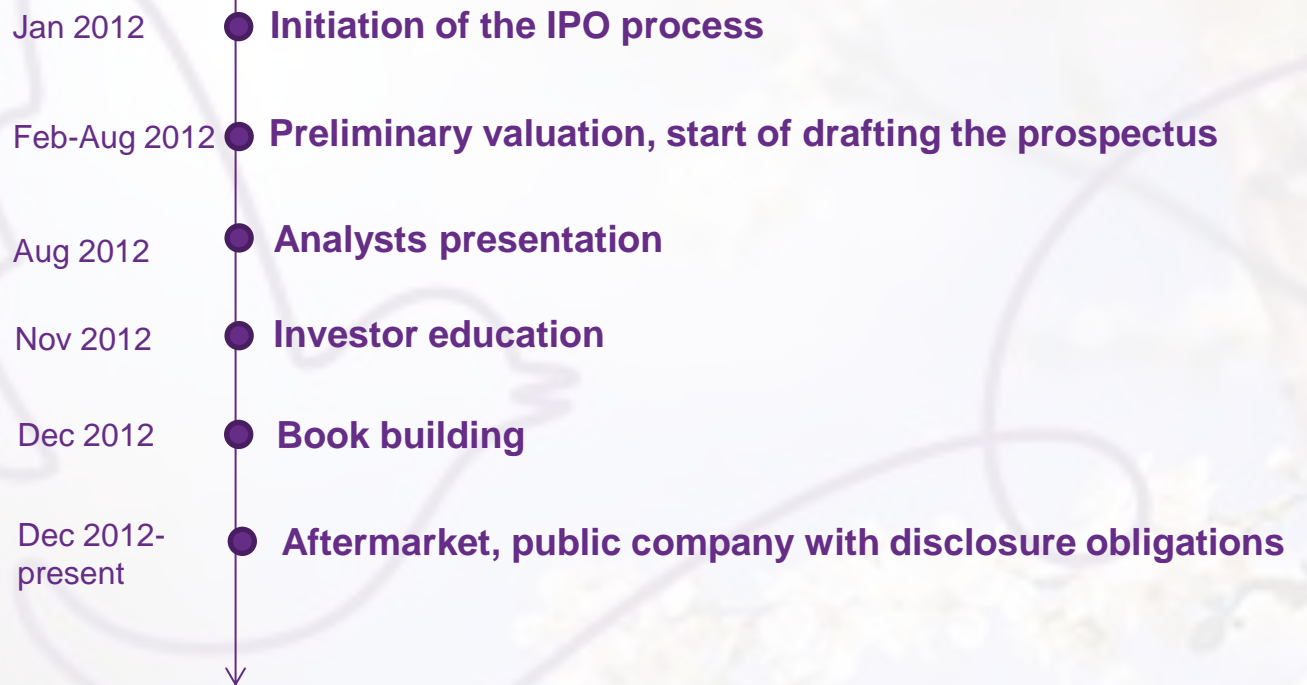 Jan 2012 Initiation of the IPO process
Feb-Aug 2012 Preliminary valuation, start of drafting the prospectus
Aug 2012 Analysts presentation
Nov 2012 Investor education
Dec 2012 Book building
Dec 2012-
present
Aftermarket, public company with disclosure obligations